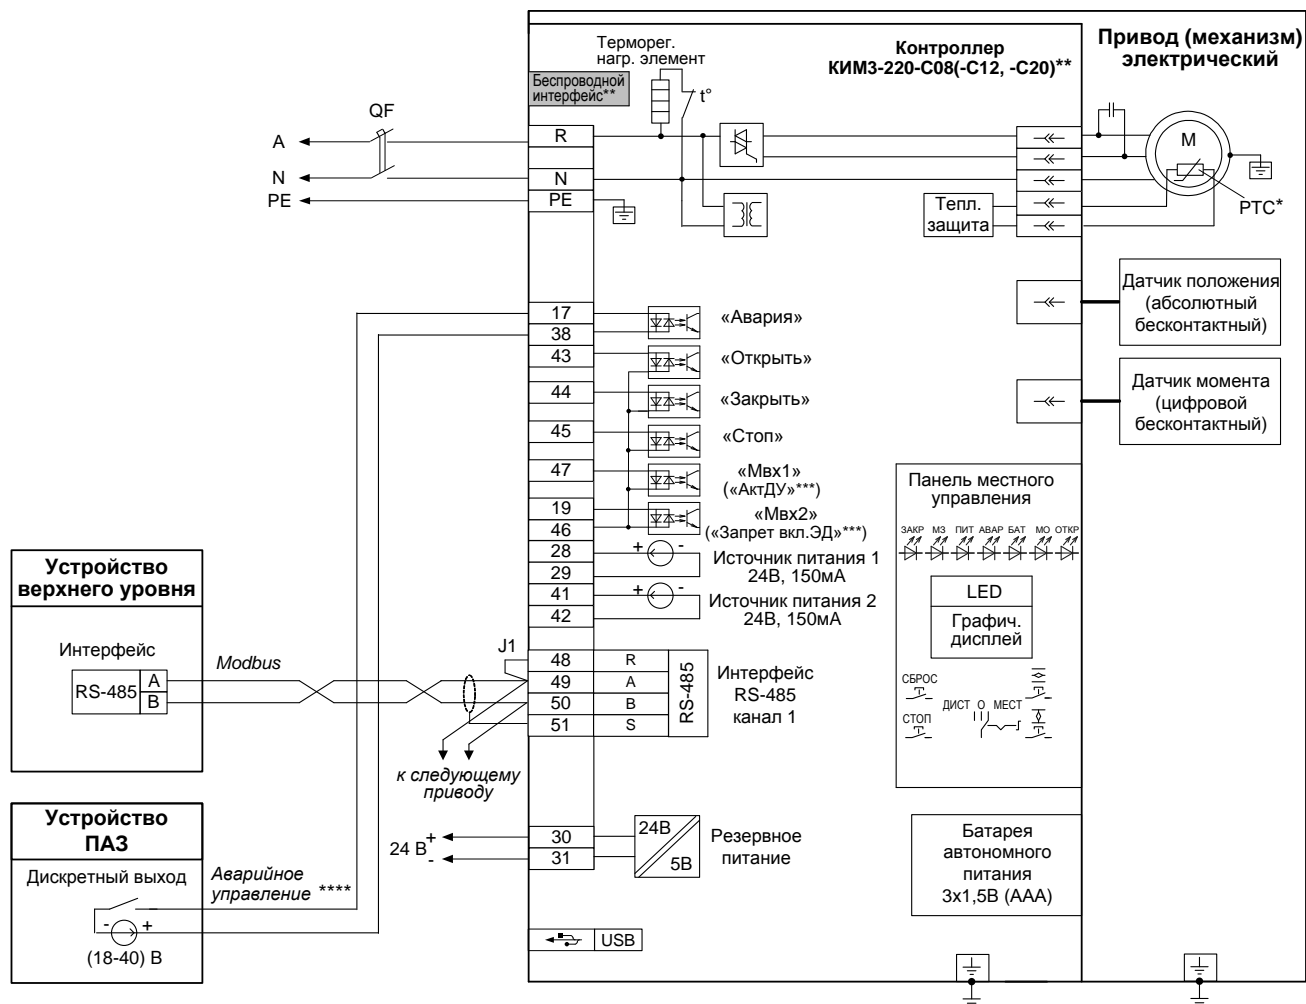 Терморег.
нагр. элемент
Контроллер
КИМ3-220-С08(-С12, -С20)**
Привод (механизм)
электрический
Беспроводной
интерфейс**
t°
QF
A
R
M
N
N
PE
PE
Тепл.
защита
PTC*
Датчик положения
(абсолютный
бесконтактный)
17
«Авария»
38
43
«Открыть»
44
«Закрыть»
Датчик момента
(цифровой
бесконтактный)
45
«Стоп»
47
«Мвх1»
(«АктДУ»***)
19
«Мвх2»
46
(«Запрет вкл.ЭД»***)
Панель местного
управления
ЗАКР МЗ ПИТ АВАР БАТ МО ОТКР
28
+ -
Источник питания 1
24В, 150мА
29
41
+ -
Источник питания 2
24В, 150мА
42
LED
Графич.
дисплей
Устройство
верхнего уровня
Интерфейс
RS-485
A
B
Modbus
J1
48 R
49 A
50 B
51 S
RS-485
Интерфейс
RS-485
канал 1
СБРОС
ДИСТ О МЕСТ
СТОП
к следующему
приводу
Устройство
ПАЗ
Дискретный выход
- +
(18-40) В
Аварийное
управление ****
24 В
+
-
30
31
24В
5В
Резервное
питание
Батарея
автономного
питания
3х1,5В (ААА)
USB